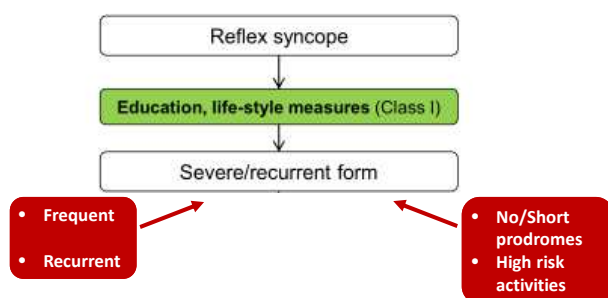 Reflex syncope
Education, life-style measures (Class I)
Severe/recurrent form
• Frequent
• Recurrent
• No/Short
prodromes
• High risk
activities